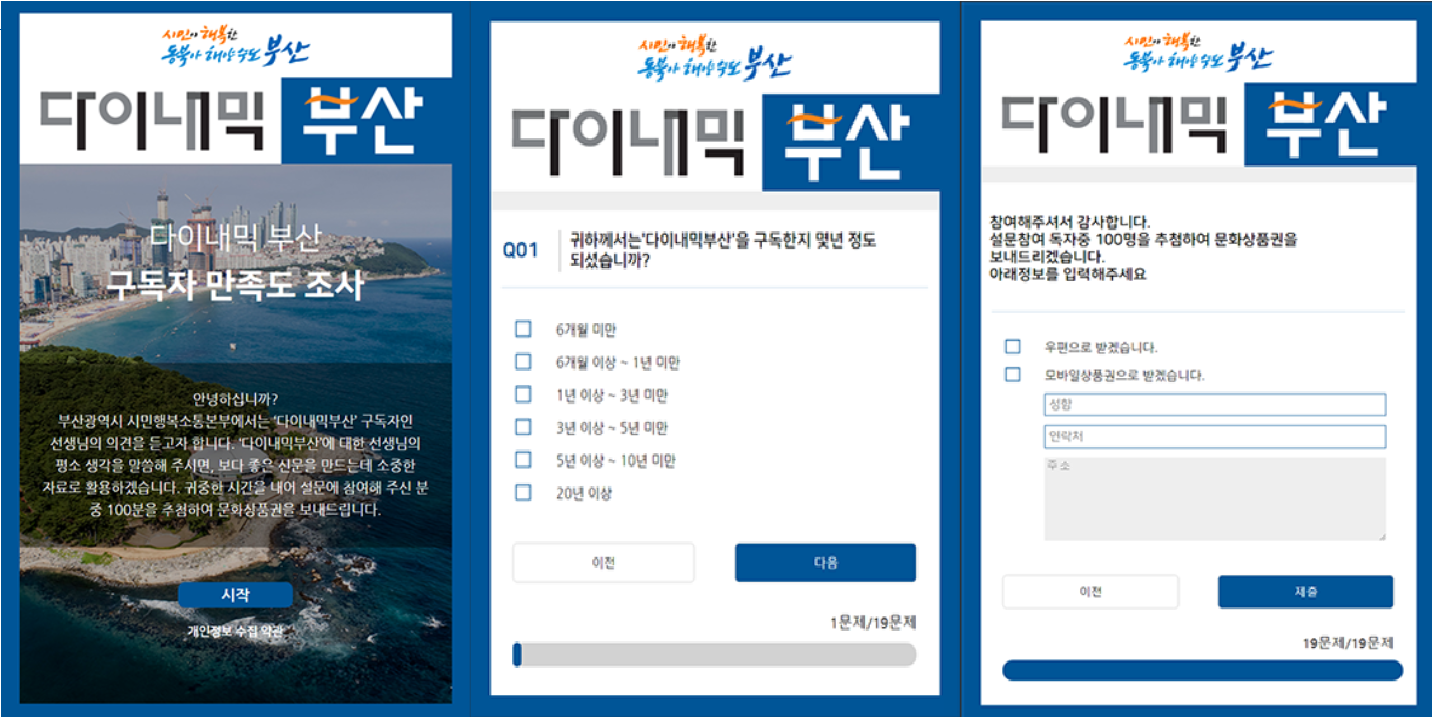 시민이 행복한
동북아 해양수도 부산
다이내믹 부산
다이내믹 부산
구독자 만족도 조사
안녕하십니까?
부산광역시 시민행복소통본부에서는 '다이내믹부산' 구독자인
선생님의 의견을 듣고자 합니다. '다이내믹부산'에 대한 선생님의
평소 생각을 말씀해 주시면, 보다 좋은 신문을 만드는데 소중한
자료로 활용하겠습니다. 귀중한 시간을 내어 설문에 참여해 주신 분
중 100분을 추첨하여 문화상품권을 보내드립니다.
시작
개인정보 수집 약관
시민이 행복한
동북아 해양수도 부산
다이내믹 부산
Q01 귀하께서는'다이내믹부산'을 구독한지 몇년 정도
되셨습니까?
6개월 미만
6개월 이상 ~ 1년 미만
1년 이상 ~ 3년 미만
3년 이상 ~ 5년 미만
5년 이상 ~ 10년 미만
20년 이상
이전 다음
1문제/19문제
시민이 행복한
동북아 해양수도 부산
다이내믹 부산
참여해주셔서 감사합니다.
설문참여 독자중 100명을 추첨하여 문화상품권을
보내드리겠습니다.
아래정보를 입력해주세요
우편으로 받겠습니다.
모바일상품권으로 받겠습니다.
성함
연락처
주소
이전 제출
19문제/19문제